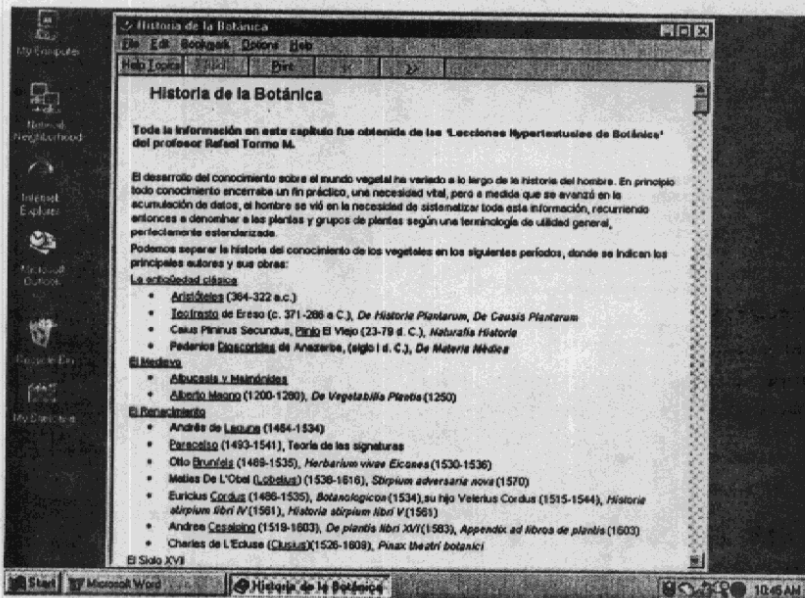 My Computer
Network
Neighborhood
Internet
Explorer
Microsoft
Outlook
Recycle Bin
My Briefcase
Historia de la Botánica
File Edit Bookmark Options Help
Help Topics Print << >>
Historia de la Botánica
Toda la información en este capítulo fue obtenida de las 'Lecciones Hypertextuales de Botánica'
del profesor Rafael Tormo M.
El desarrollo del conocimiento sobre el mundo vegetal ha variado a lo largo de la historia del hombre. En principio
todo conocimiento encerraba un fin práctico, una necesidad vital, pero a medida que se avanzó en la
acumulación de datos, el hombre se vió en la necesidad de sistematizar toda esta información, recurriendo
entonces a denominar a las plantas y grupos de plantas según una terminología de utilidad general,
perfectamente estandarizada.
Podemos separar la historia del conocimiento de los vegetales en los siguientes períodos, donde se indican los
principales autores y sus obras:
La antigüedad clásica
• Aristóteles (384-322 a.c.)
• Teofrasto de Ereso (c. 371-286 a C.), De Historia Plantarum, De Causis Plantarum
• Caius Plininus Secundus, Plinio El Viejo (23-79 d. C.), Naturalis Historia
• Pedanios Dioscorides de Anazarba, (siglo I d. C.), De Materia Médica
El Medievo
• Albucasis y Maimónides
• Alberto Magno (1200-1280), De Vegetabilis Plantis (1250)
El Renacimiento
• Andrés de Laguna (1484-1534)
• Paracelso (1493-1541), Teoría de las signaturas
• Otto Brunfels (1489-1535), Herbarium vivae Eicones (1530-1536)
• Matias De L'Obel (Lobelius) (1538-1616), Stirpium adversaria nova (1570)
• Euricius Cordus (1486-1535), Botanologicon (1534), su hijo Valerius Cordus (1515-1544), Historia
stirpium libri IV (1561), Historia stirpium libri V (1561)
• Andrea Cesalpino (1519-1603), De plantis libri XVI (1583), Appendix ad libros de plantis (1603)
• Charles de L'Ecluse (Clusius) (1526-1609), Pinax theatri botanici
El Siglo XVII
Start Microsoft Word Historia de la Botánica 10:45 AM